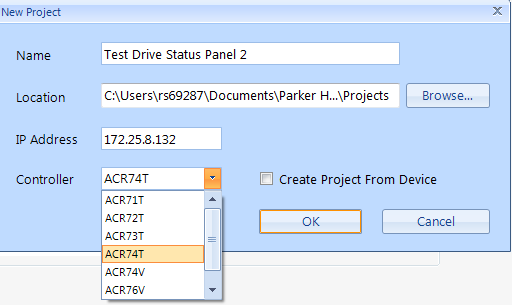 New Project
Name Test Drive Status Panel 2
Location C:\Users\rs69287\Documents\Parker H...\Projects Browse...
IP Address 172.25.8.132
Controller ACR74T Create Project From Device
ACR71T
ACR72T
ACR73T
ACR74T
ACR74V
ACR76V
OK Cancel